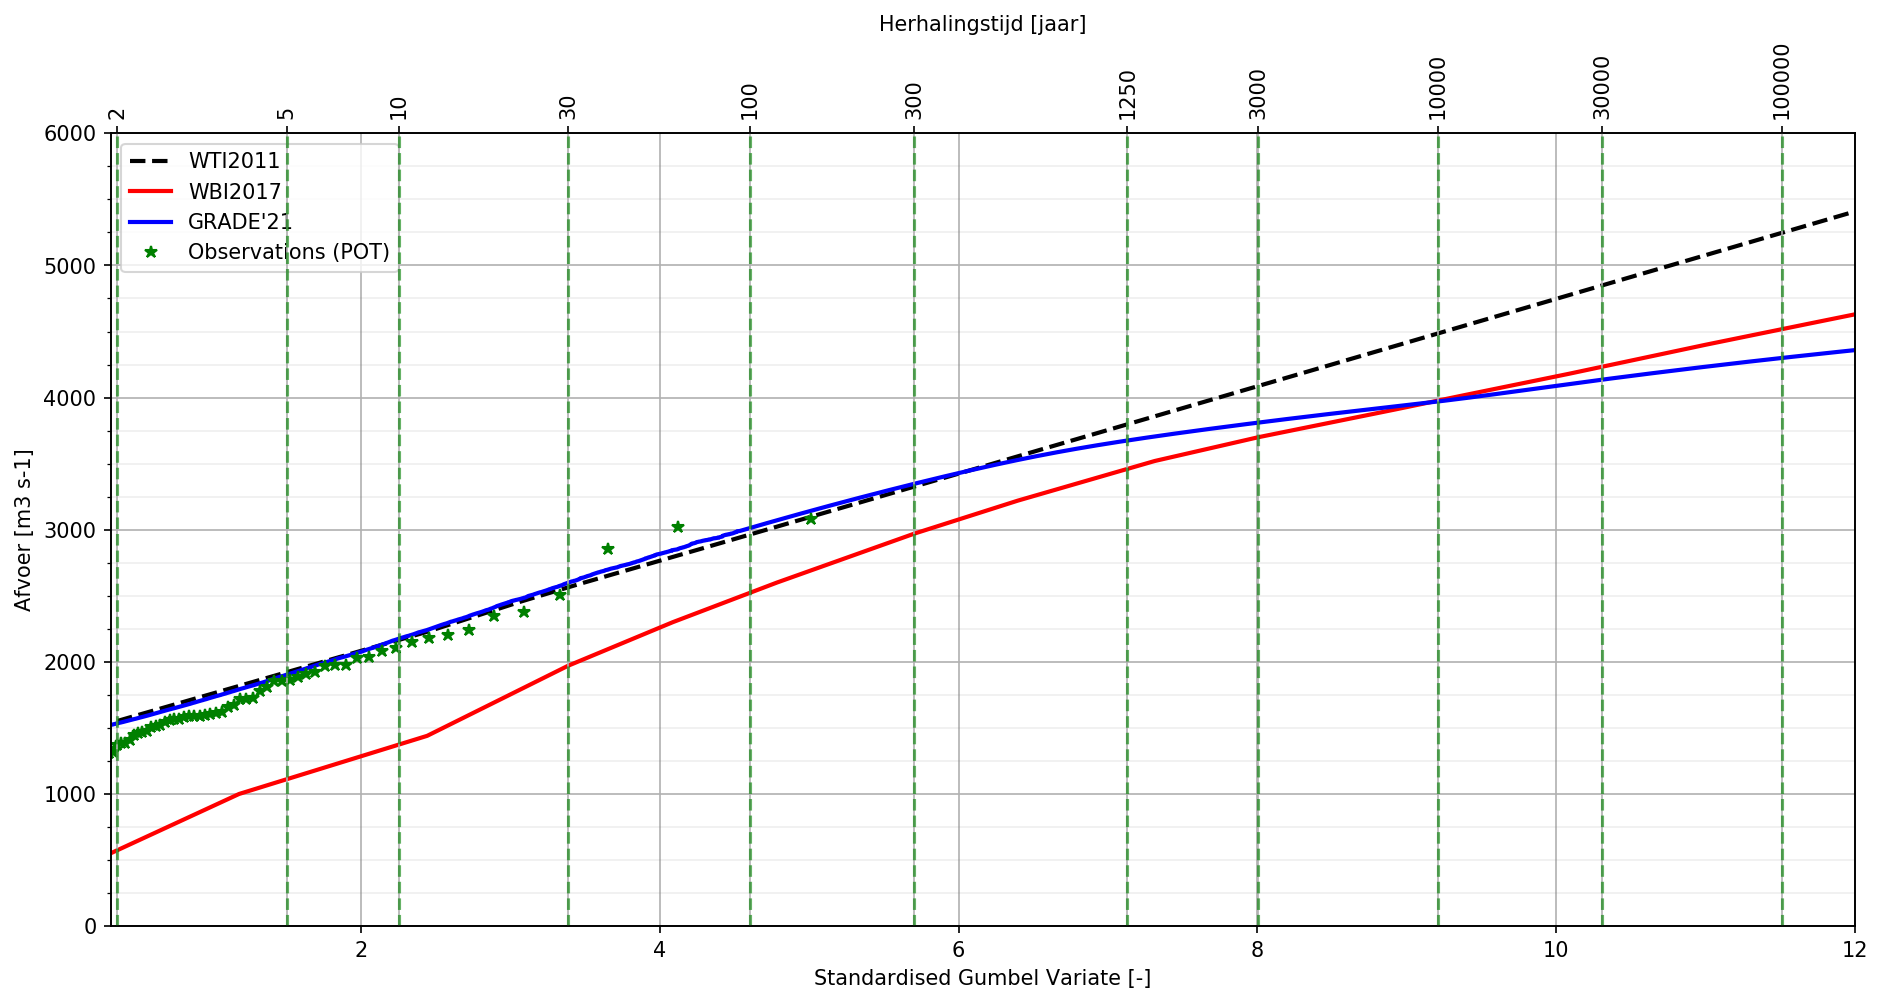 Herhalingstijd [jaar]
2 5 10 30 100 300 1250 3000 10000 30000 100000
6000
5000
4000
3000
2000
1000
0
WTI2011
WBI2017
GRADE'21
Observations (POT)
Afvoer [m3 s-1]
2 4 6 8 10 12
Standardised Gumbel Variate [-]